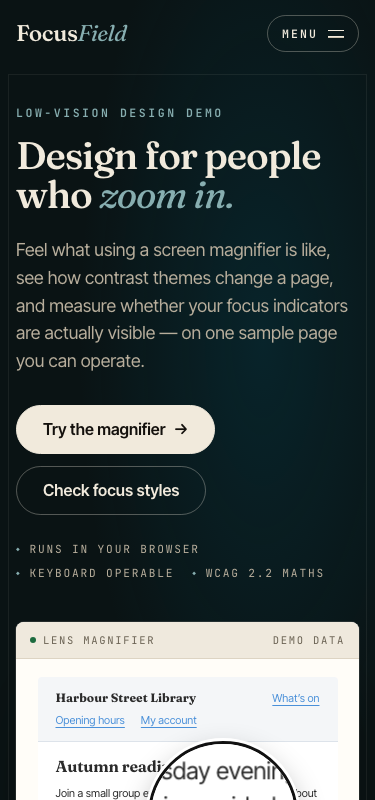 FocusField
MENU
LOW-VISION DESIGN DEMO
Design for people
who zoom in.
Feel what using a screen magnifier is like,
see how contrast themes change a page,
and measure whether your focus indicators
are actually visible — on one sample page
you can operate.
Try the magnifier →
Check focus styles
RUNS IN YOUR BROWSER
KEYBOARD OPERABLE WCAG 2.2 MATHS
LENS MAGNIFIER DEMO DATA
Harbour Street Library What's on
Opening hours My account
Autumn
sday
Join a small group